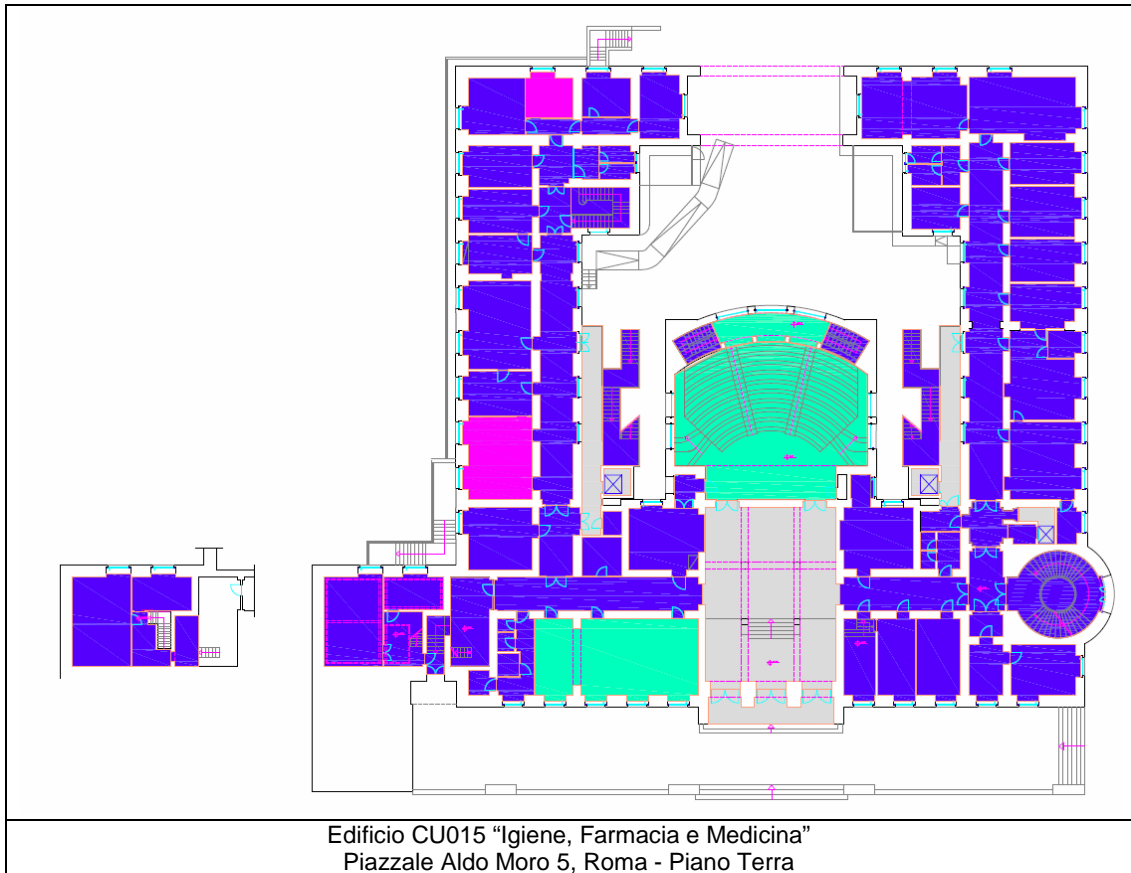 Edificio CU015 “Igiene, Farmacia e Medicina”
Piazzale Aldo Moro 5, Roma - Piano Terra